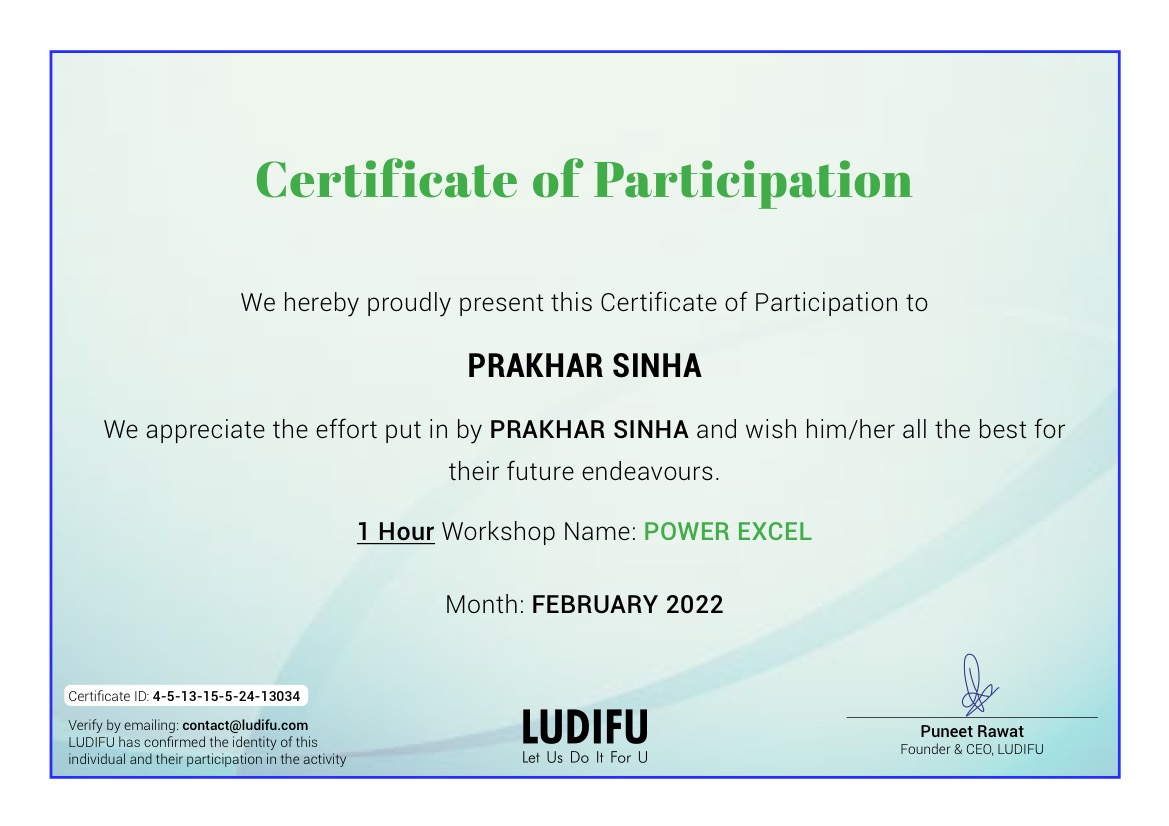 Certificate of Participation
We hereby proudly present this Certificate of Participation to
PRAKHAR SINHA
We appreciate the effort put in by PRAKHAR SINHA and wish him/her all the best for
their future endeavours.
1 Hour Workshop Name: POWER EXCEL
Month: FEBRUARY 2022
Certificate ID: 4-5-13-15-5-24-13034
Verify by emailing: contact@ludifu.com
LUDIFU has confirmed the identity of this
individual and their participation in the activity
LUDIFU
Let Us Do It For U
Puneet Rawat
Founder & CEO, LUDIFU